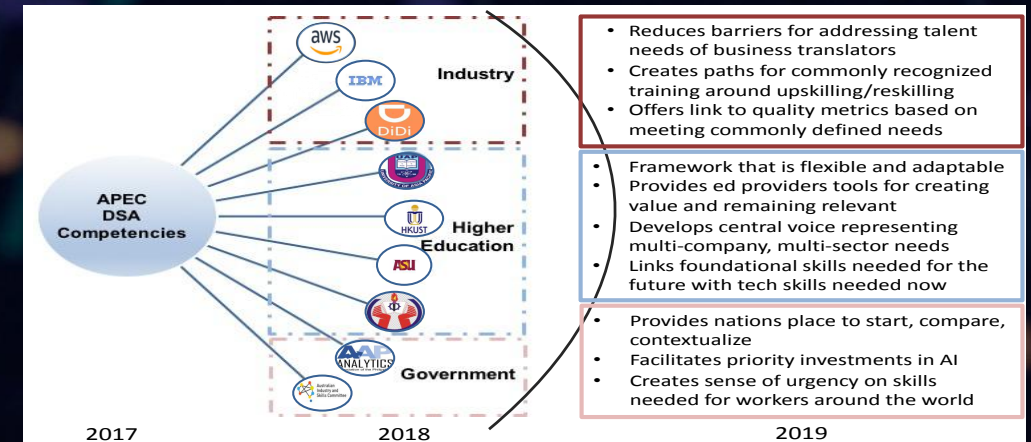 aws
IBM
DiDi
Industry
APEC
DSA
Competencies
HKUST
ASU
Higher
Education
AAP
ANALYTICS
Australian
Industry and
Skills Committee
Government
• Reduces barriers for addressing talent
needs of business translators
• Creates paths for commonly recognized
training around upskilling/reskilling
• Offers link to quality metrics based on
meeting commonly defined needs
• Framework that is flexible and adaptable
• Provides ed providers tools for creating
value and remaining relevant
• Develops central voice representing
multi-company, multi-sector needs
• Links foundational skills needed for the
future with tech skills needed now
• Provides nations place to start, compare,
contextualize
• Facilitates priority investments in AI
• Creates sense of urgency on skills
needed for workers around the world
2017
2018
2019